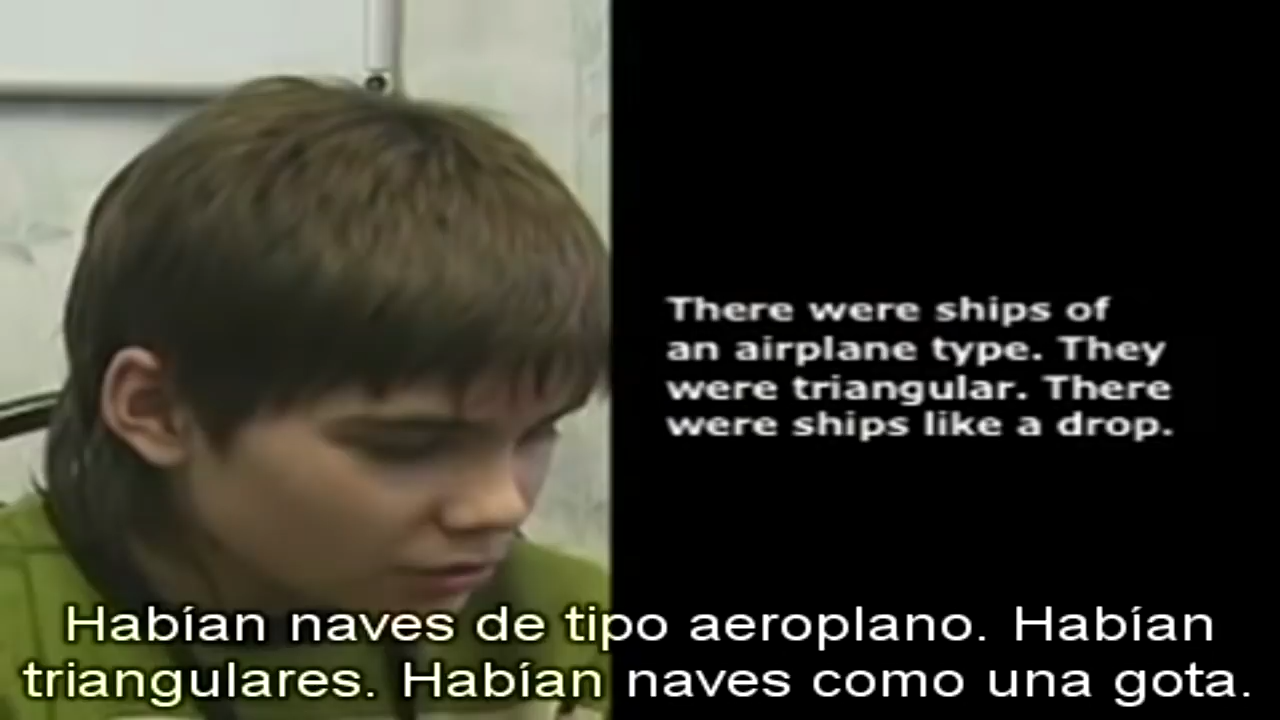 There were ships of
an airplane type. They
were triangular. There
were ships like a drop.
Habían naves de tipo aeroplano. Habían
triangulares. Habían naves como una gota.